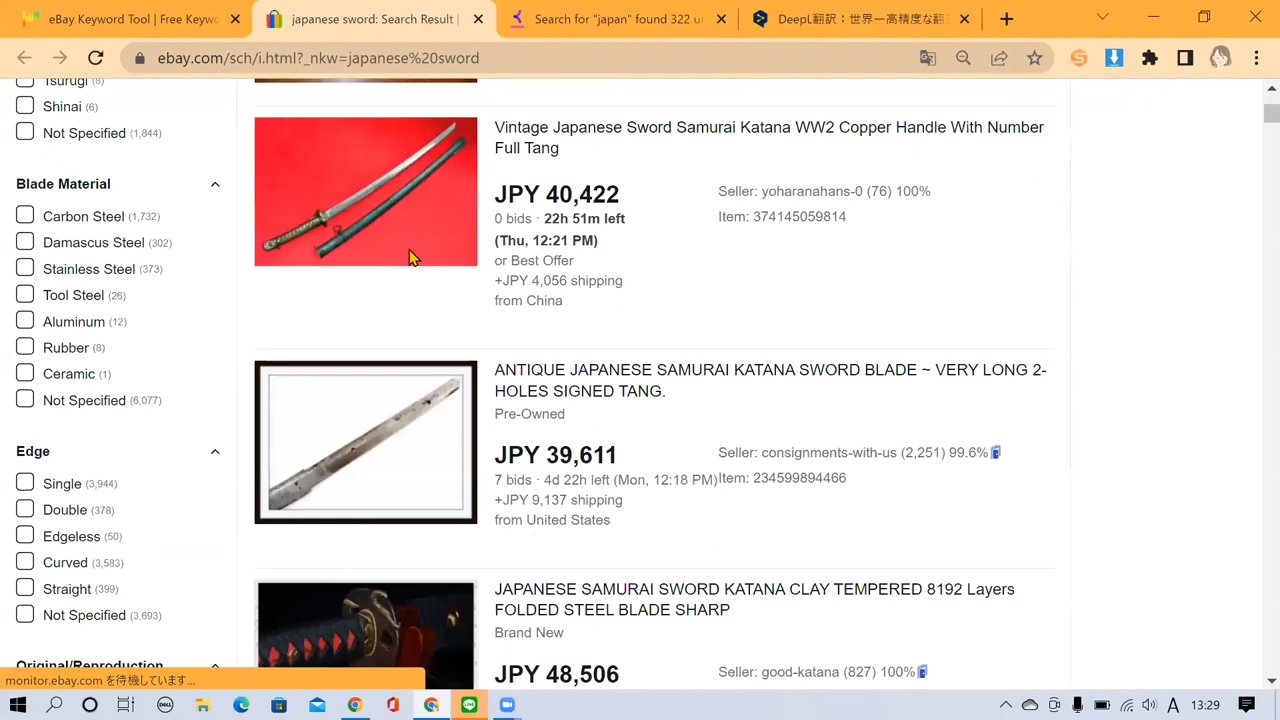 eBay Keyword Tool | Free Keywo
japanese sword: Search Result |
Search for "japan" found 322 u
DeepL翻訳：世界一高精度な翻
ebay.com/sch/i.html?_nkw=japanese%20sword
Tsurugi (8)
Shinai (6)
Not Specified (1,844)
Blade Material
Carbon Steel (1,732)
Damascus Steel (302)
Stainless Steel (373)
Tool Steel (26)
Aluminum (12)
Rubber (8)
Ceramic (1)
Not Specified (6,077)
Edge
Single (3,944)
Double (378)
Edgeless (50)
Curved (3,583)
Straight (399)
Not Specified (3,693)
Original/Reproduction
Vintage Japanese Sword Samurai Katana WW2 Copper Handle With Number
Full Tang
JPY 40,422
0 bids · 22h 51m left
(Thu, 12:21 PM)
or Best Offer
+JPY 4,056 shipping
from China
Seller: yoharanahans-0 (76) 100%
Item: 374145059814
ANTIQUE JAPANESE SAMURAI KATANA SWORD BLADE ~ VERY LONG 2-
HOLES SIGNED TANG.
Pre-Owned
JPY 39,611
7 bids · 4d 22h left (Mon, 12:18 PM)
+JPY 9,137 shipping
from United States
Seller: consignments-with-us (2,251) 99.6%
Item: 234599894466
JAPANESE SAMURAI SWORD KATANA CLAY TEMPERED 8192 Layers
FOLDED STEEL BLADE SHARP
Brand New
JPY 48,506
Seller: good-katana (827) 100%
monitor.ebay.com を待機しています...
DELL
LINE
A
13:29